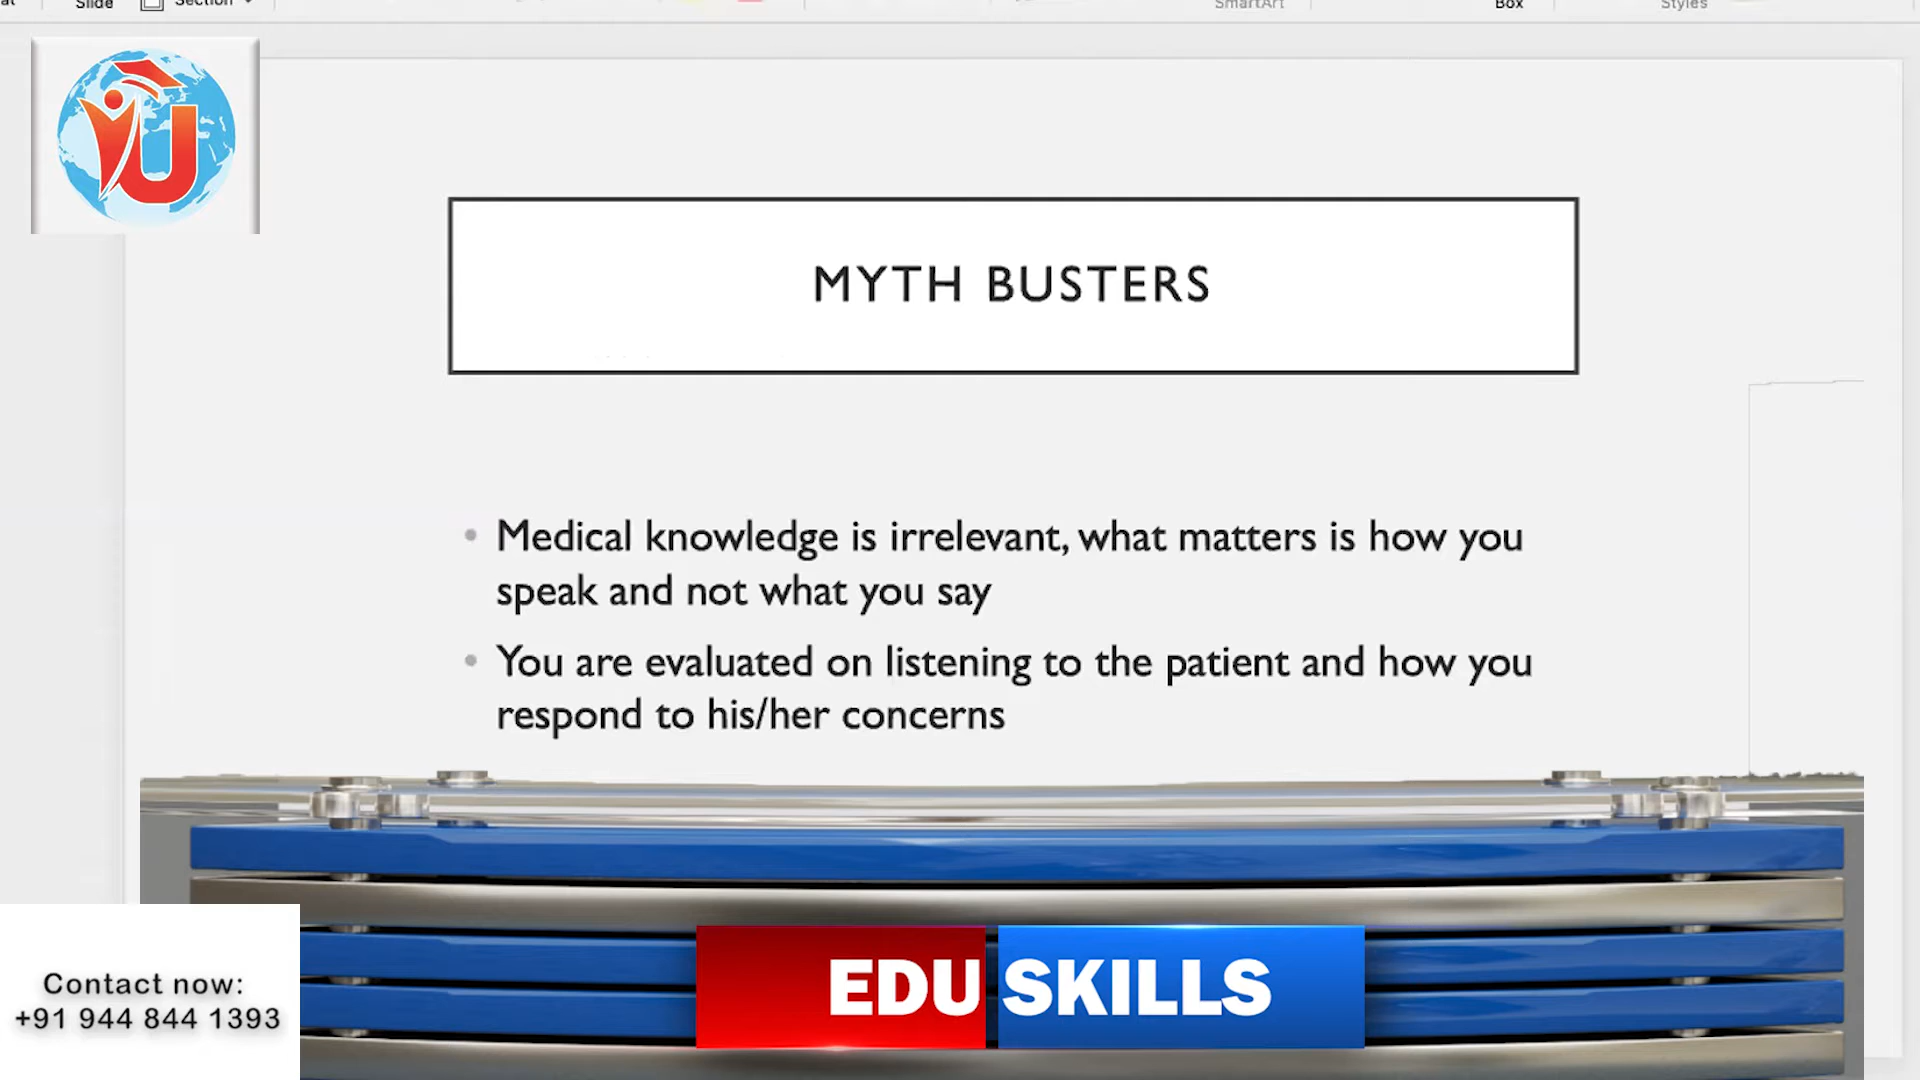 Slide
Section
SmartArt
Box
Styles
U
MYTH BUSTERS
• Medical knowledge is irrelevant, what matters is how you
speak and not what you say
• You are evaluated on listening to the patient and how you
respond to his/her concerns
Contact now:
+91 944 844 1393
EDU SKILLS